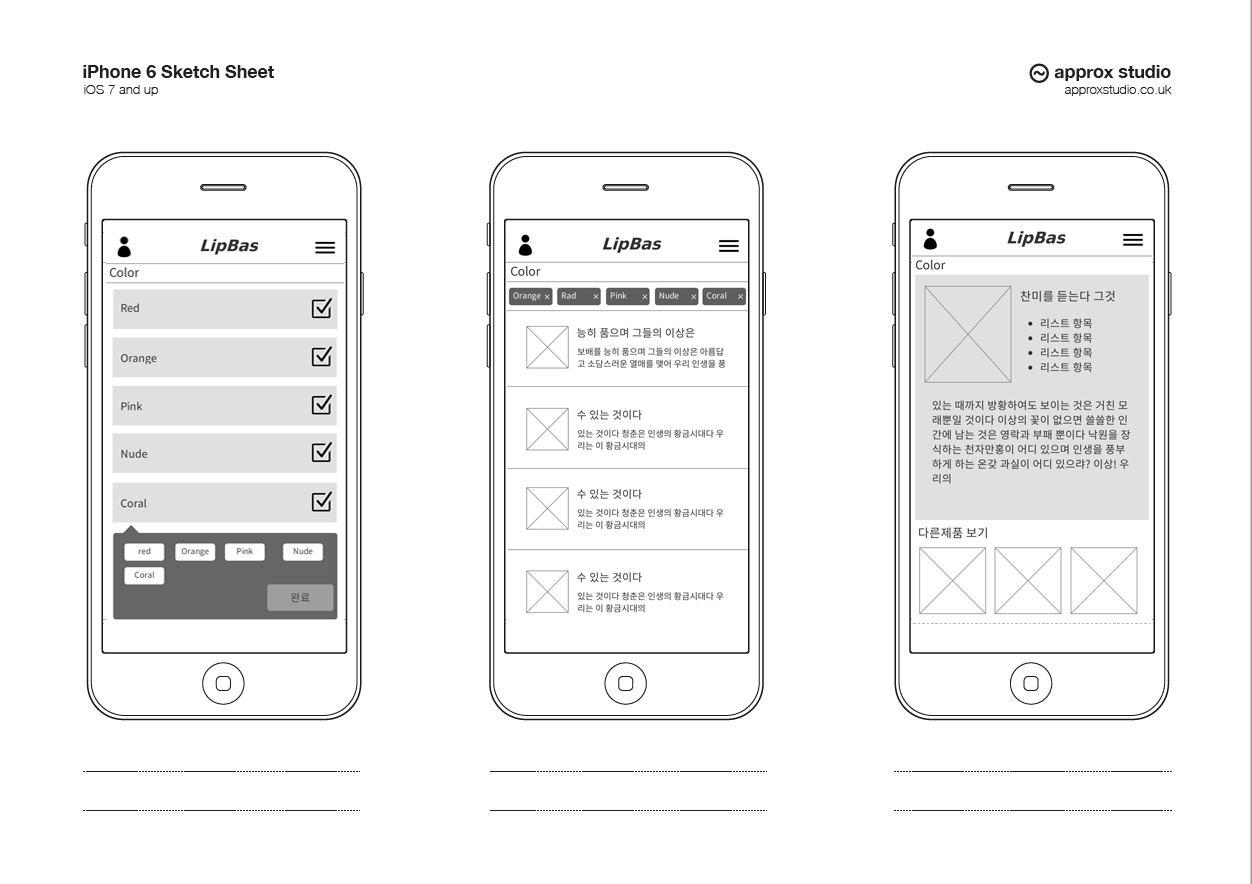 iPhone 6 Sketch Sheet
iOS 7 and up
approx studio
approxstudio.co.uk
LipBas
Color
Red
Orange
Pink
Nude
Coral
red Orange Pink Nude
Coral
완료
LipBas
Color
Orange × Rad × Pink × Nude × Coral ×
능히 품으며 그들의 이상은
보배를 능히 품으며 그들의 이상은 아름답
고 소담스러운 열매를 맺어 우리 인생을 풍
수 있는 것이다
있는 것이다 청춘은 인생의 황금시대다 우
리는 이 황금시대의
수 있는 것이다
있는 것이다 청춘은 인생의 황금시대다 우
리는 이 황금시대의
수 있는 것이다
있는 것이다 청춘은 인생의 황금시대다 우
리는 이 황금시대의
LipBas
Color
찬미를 듣는다 그것
• 리스트 항목
• 리스트 항목
• 리스트 항목
• 리스트 항목
있는 때까지 방황하여도 보이는 것은 거친 모
래뿐일 것이다 이상의 꽃이 없으면 쓸쓸한 인
간에 남는 것은 영락과 부패 뿐이다 낙원을 장
식하는 천자만홍이 어디 있으며 인생을 풍부
하게 하는 온갖 과실이 어디 있으랴? 이상! 우
리의
다른제품 보기